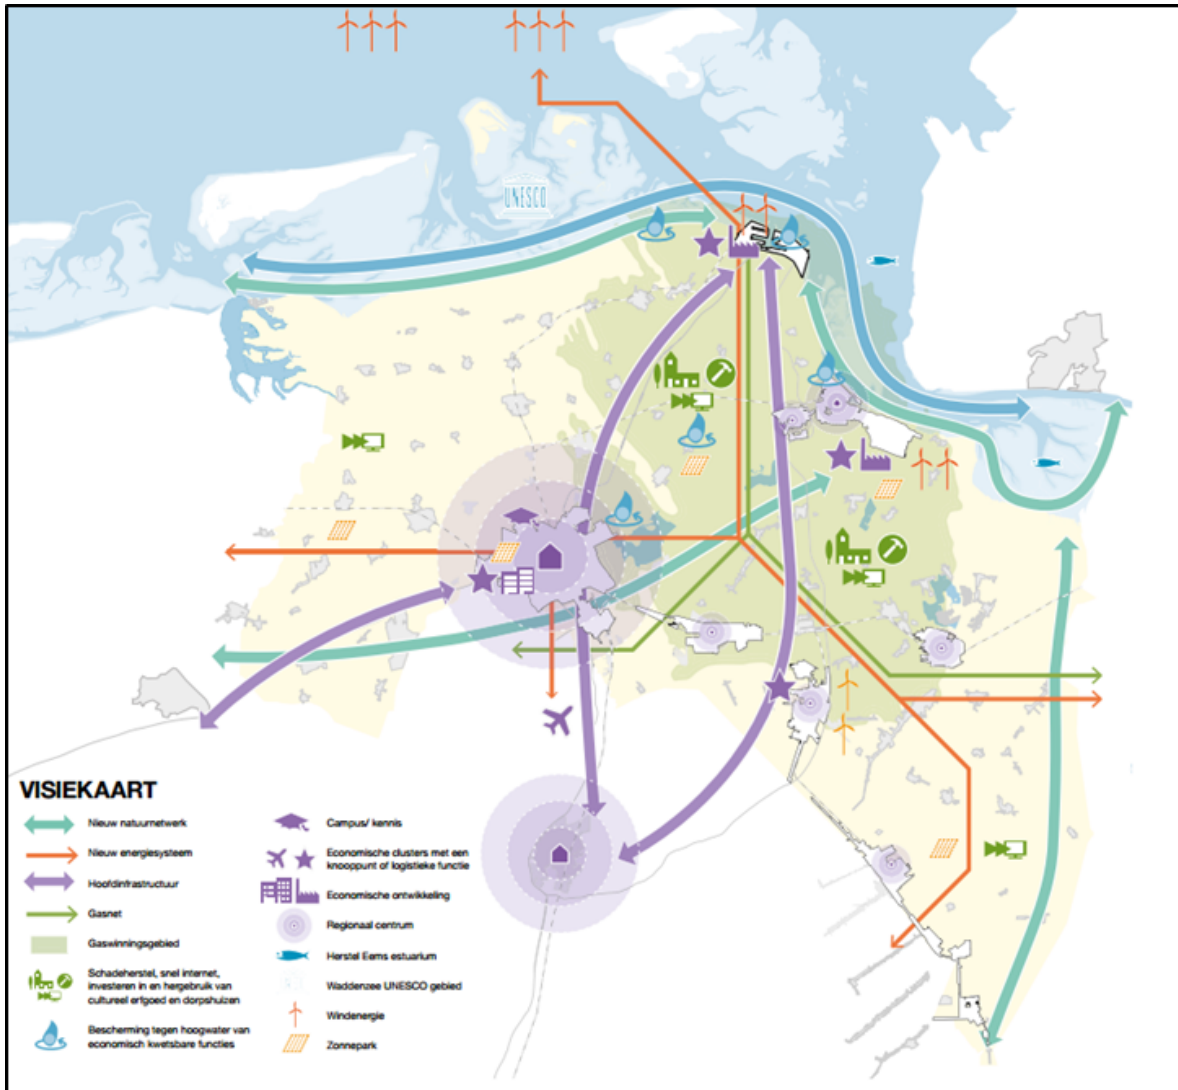 UNESCO
VISIEKAART
Nieuw natuurnetwerk
Nieuw energiesysteem
Hoofdinfrastructuur
Gasnet
Gaswinningsgebied
Schadeherstel, snel internet,
investeren in en hergebruik van
cultureel erfgoed en dorpshuizen
Bescherming tegen hoogwater van
economisch kwetsbare functies
Campus/ kennis
Economische clusters met een
knooppunt of logistieke functie
Economische ontwikkeling
Regionaal centrum
Herstel Eems estuarium
Waddenzee UNESCO gebied
Windenergie
Zonnepark